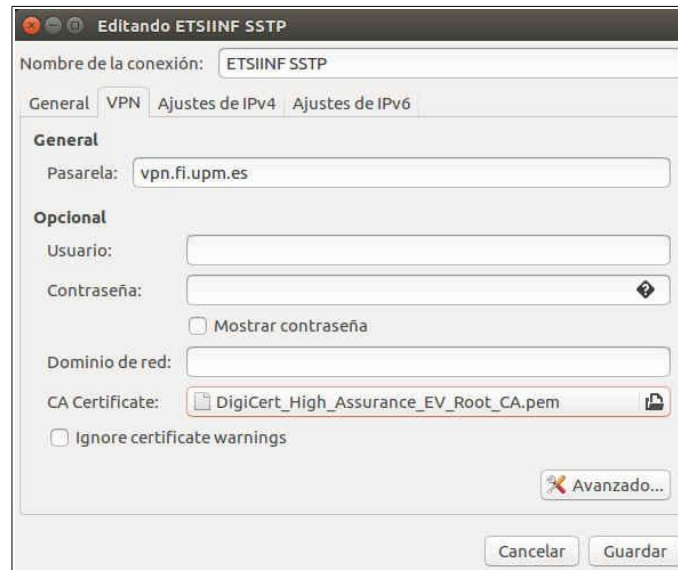 Editando ETSIINF SSTP
Nombre de la conexión: ETSIINF SSTP
General VPN Ajustes de IPv4 Ajustes de IPv6
General
Pasarela: vpn.fi.upm.es
Opcional
Usuario:
Contraseña:
Mostrar contraseña
Dominio de red:
CA Certificate: DigiCert_High_Assurance_EV_Root_CA.pem
Ignore certificate warnings
Avanzado...
Cancelar Guardar